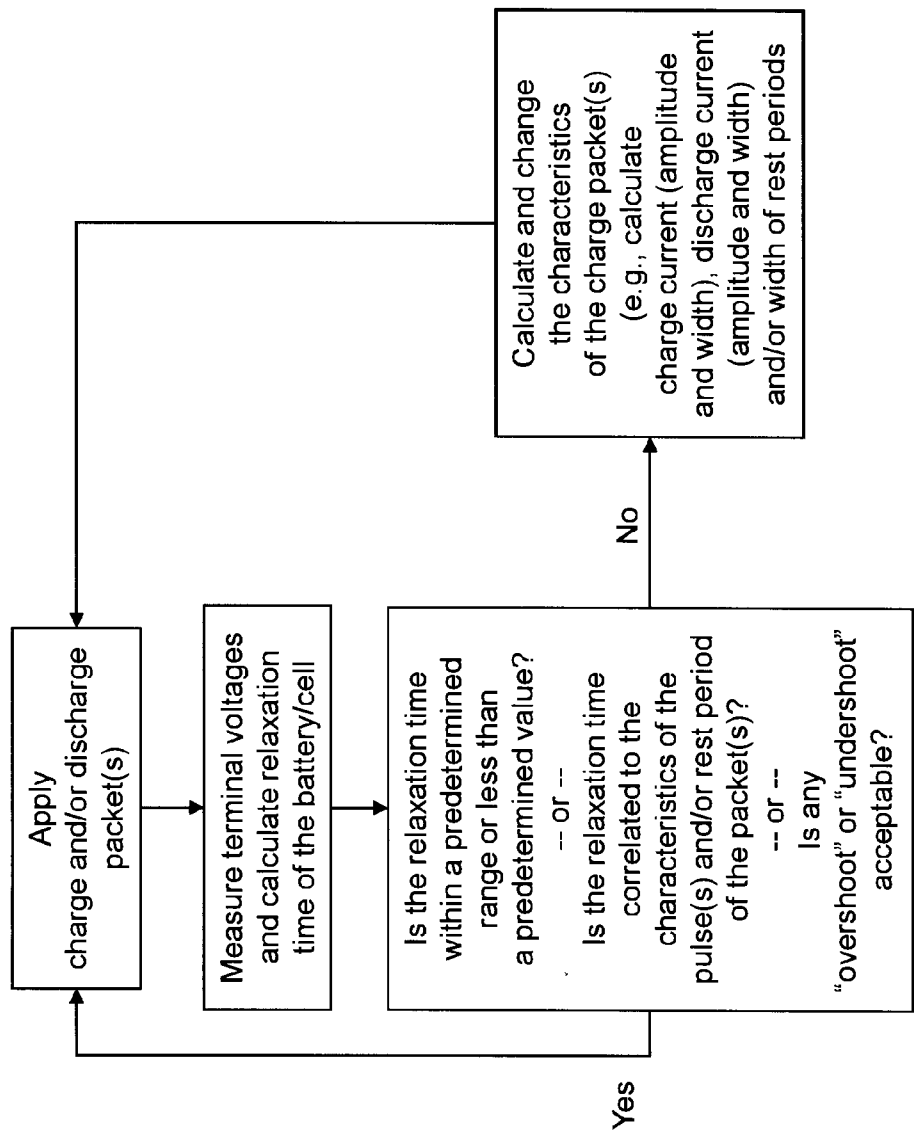 Apply
charge and/or discharge
packet(s)
Measure terminal voltages
and calculate relaxation
time of the battery/cell
Is the relaxation time
within a predetermined
range or less than
a predetermined value?
-- or --
Is the relaxation time
correlated to the
characteristics of the
pulse(s) and/or rest period
of the packet(s)?
-- or --
Is any
“overshoot” or “undershoot”
acceptable?
Yes
No
Calculate and change
the characteristics
of the charge packet(s)
(e.g., calculate
charge current (amplitude
and width), discharge current
(amplitude and width)
and/or width of rest periods